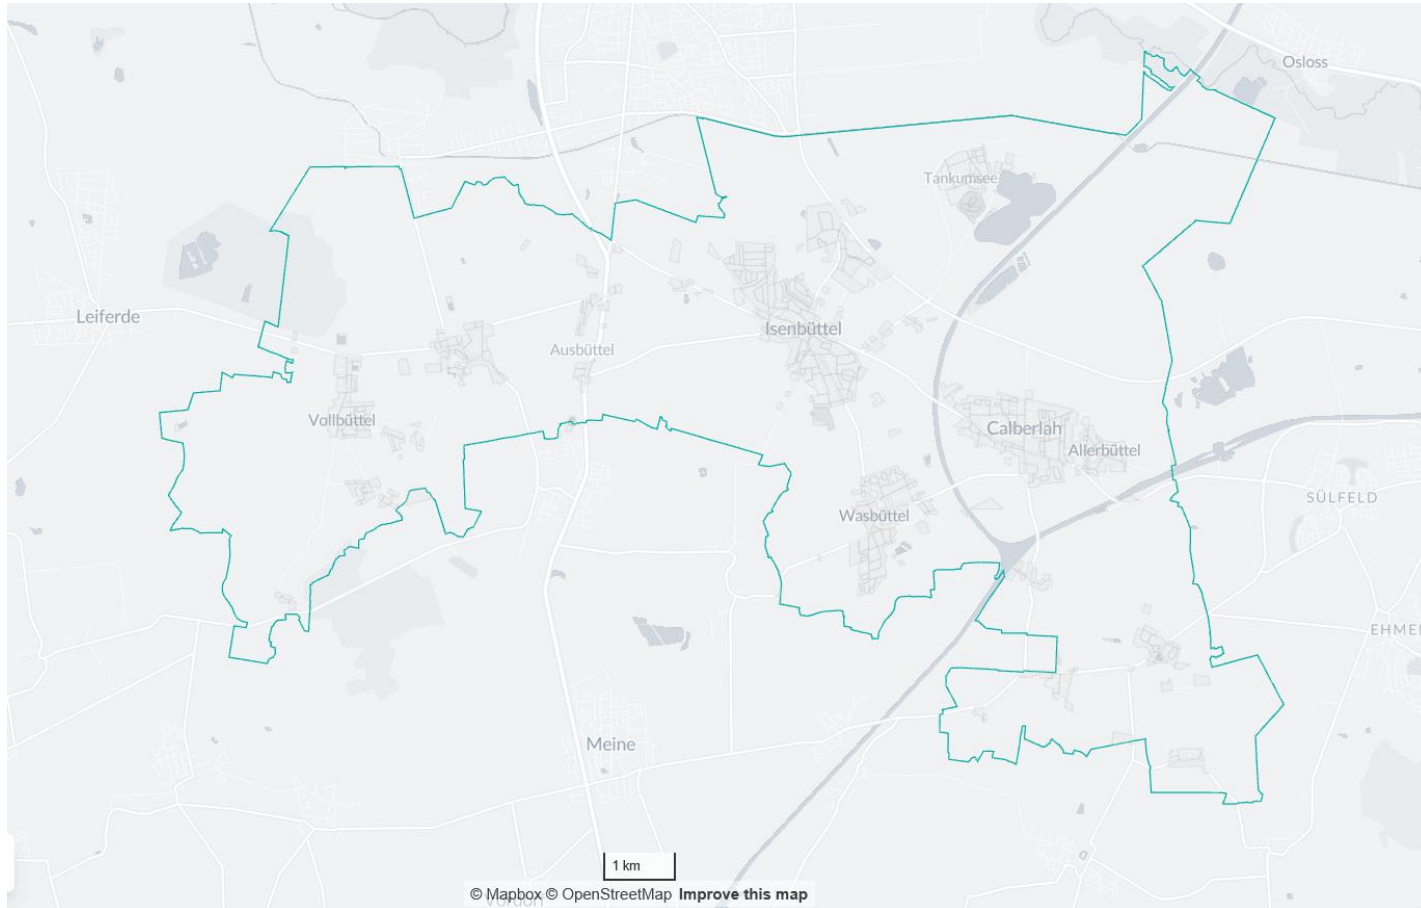 Osloss
Tankumsee
Leiferde
Isenbüttel
Ausbüttel
Vollbüttel
Calberlah
Allerbüttel
SÜLFELD
Wasbüttel
EHMEN
Meine
1 km
© Mapbox © OpenStreetMap Improve this map